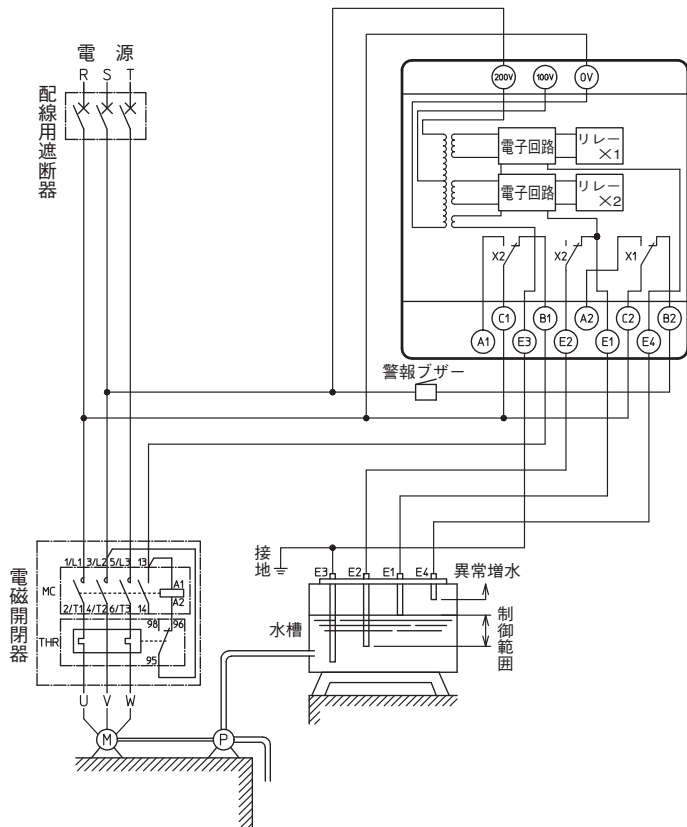 電 源
R S T
配線用遮断器
200V 100V 0V
電子回路 リレー X1
電子回路 リレー X2
X2 X2 X1
C1 B1 A2 C2 B2
A1 E3 E2 E1 E4
警報ブザー
電磁開閉器
1/L1 3/L2 5/L3 13
MC
A1
A2
2/T1 4/T2 6/T3 14
98 96
THR
95
U V W
M P
接地
E3 E2 E1 E4
異常増水
水槽
制御範囲